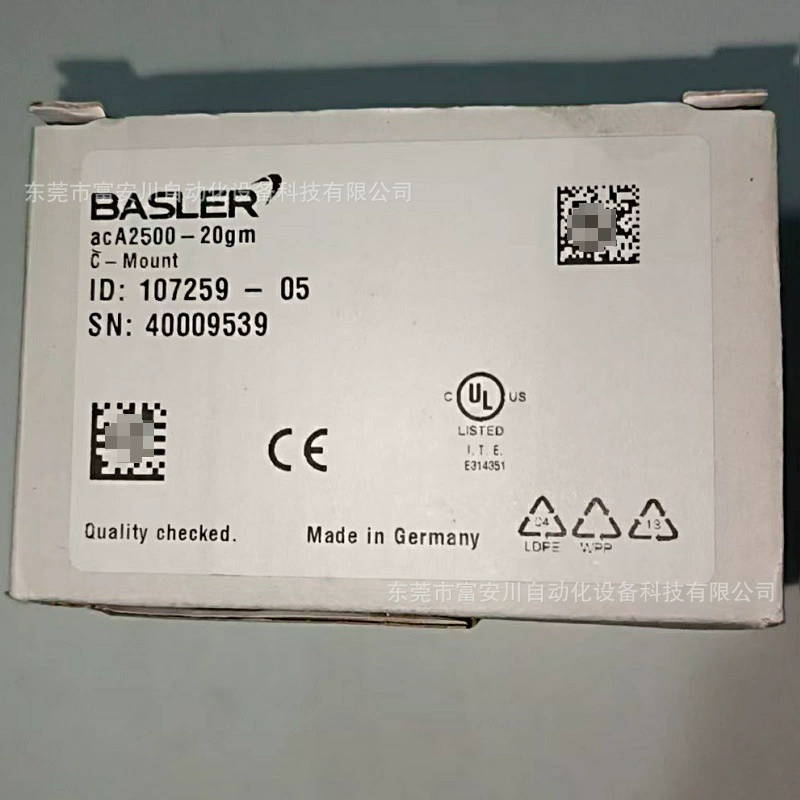 BASLER
东莞市富安川自动化设备科技有限公司
acA2500-20gm
C-Mount
ID: 107259 - 05
SN: 40009539
C UL US
LISTED
I.T.E.
E314351
CE
Quality checked.
Made in Germany
04
LDPE
WPP
13
东莞市富安川自动化设备科技有限公司